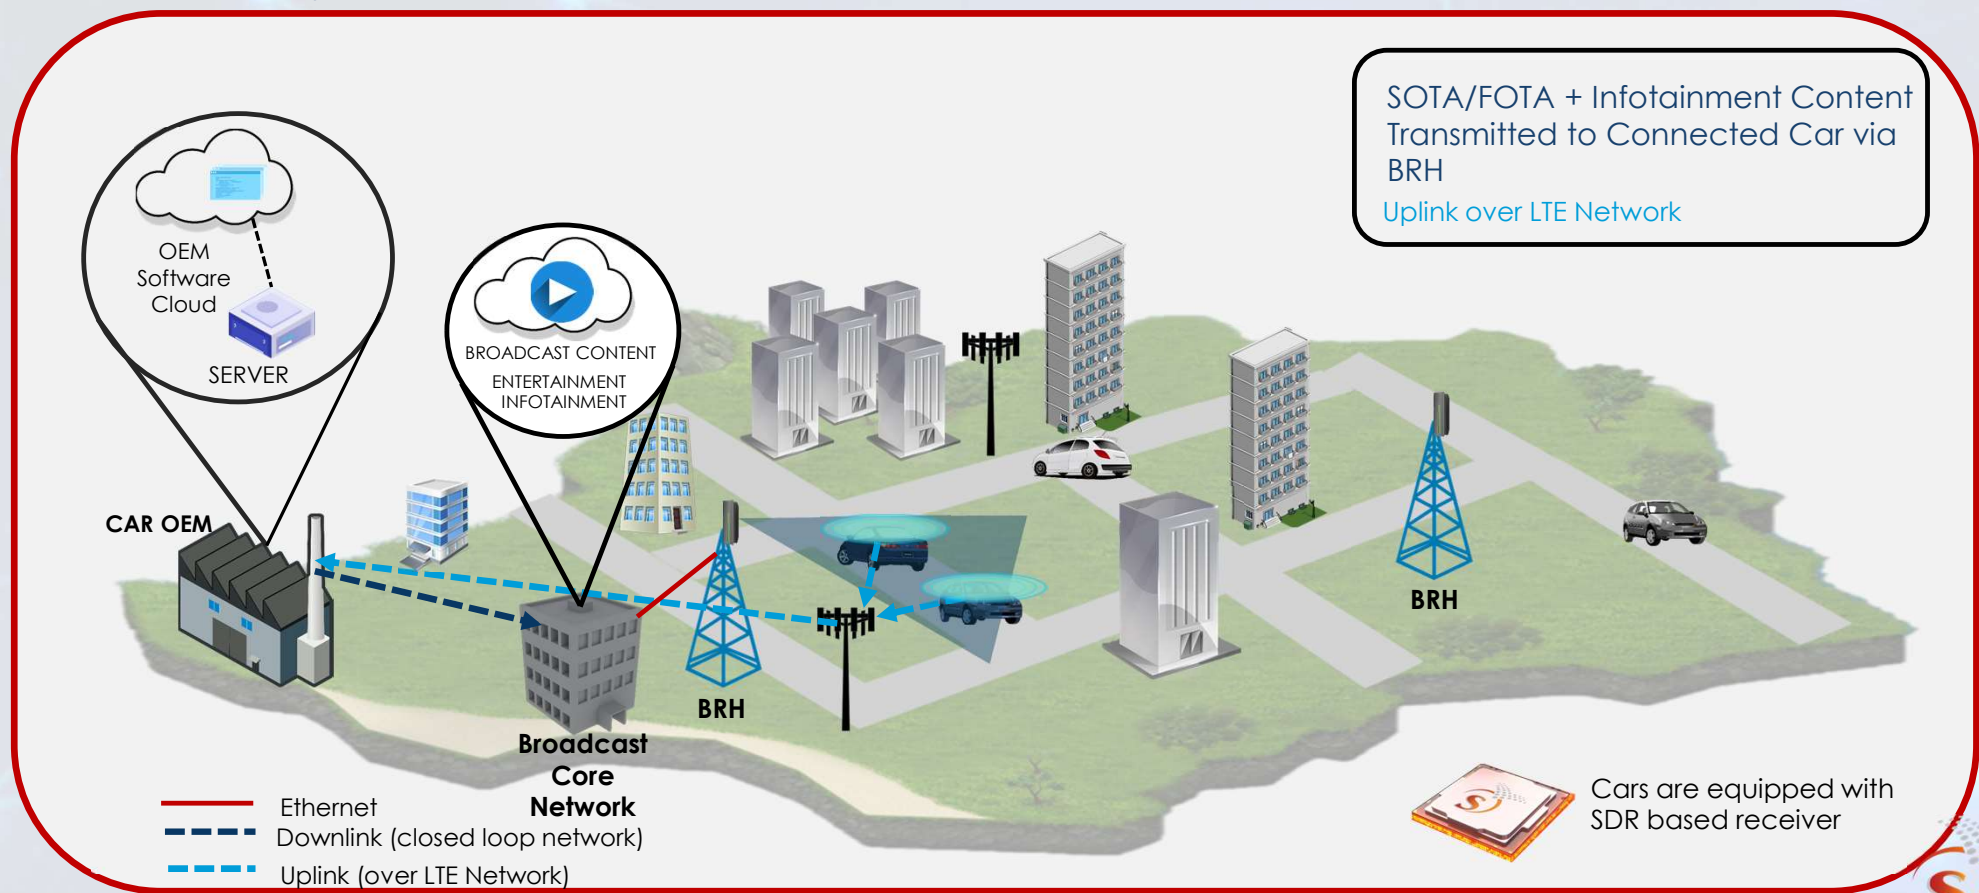 SOTA/FOTA + Infotainment Content
Transmitted to Connected Car via
BRH
Uplink over LTE Network
OEM
Software
Cloud
SERVER
BROADCAST CONTENT
ENTERTAINMENT
INFOTAINMENT
CAR OEM
BRH
BRH
Broadcast
Core
Network
Ethernet
Downlink (closed loop network)
Uplink (over LTE Network)
Cars are equipped with
SDR based receiver